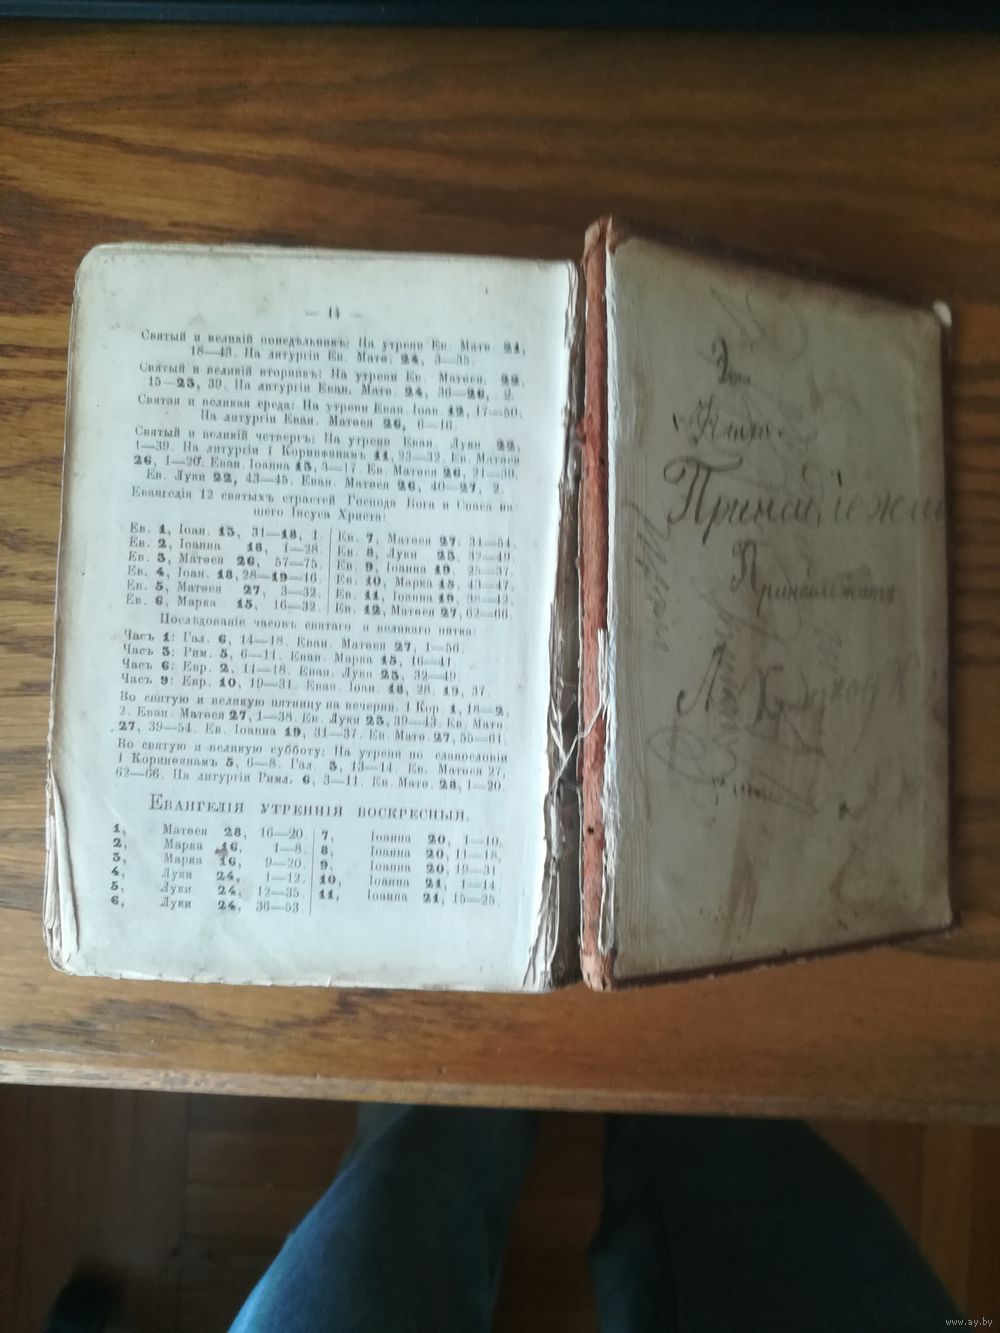 — 11 —
Святый и великій понедѣльникъ: На утрени Ев. Матѳ. 21,
18—43. На литургіи Ев. Матѳ. 24, 3—35.
Святый и великій вторникъ: На утрени Ев. Матѳея, 22,
15—23, 39. На литургіи Еван. Матѳ. 24, 36—26, 2.
Святая и великая среда: На утрени Еван. Іоан. 12, 17—50.
На литургіи Еван. Матѳея 26, 6—16.
Святый и великій четвергъ: На утрени Еван. Луки 22,
1—39. На литургіи 1 Коринѳянамъ 11, 23—32. Ев. Матѳея
26, 1—20. Еван. Іоанна 13, 3—17. Ев. Матѳея 26, 21—39.
Ев. Луки 22, 43—45. Еван. Матѳея 26, 40—27, 2.
Евангелія 12 святыхъ страстей Господа Бога и Спаса на-
шего Іисуса Христа:
Ев. 1, Іоан. 13, 31—18, 1.
Ев. 2, Іоанна 18, 1—28.
Ев. 3, Матѳея 26, 57—75.
Ев. 4, Іоан. 18, 28—19—16.
Ев. 5, Матѳея 27, 3—32.
Ев. 6, Марка 15, 16—32.
Ев. 7, Матѳея 27, 34—54.
Ев. 8, Луки 23, 32—49.
Ев. 9, Іоанна 19, 25—37.
Ев. 10, Марка 15, 43—47.
Ев. 11, Іоанна 19, 38—42.
Ев. 12, Матѳея 27, 62—66.
Послѣдованіе часовъ святаго и великаго пятка:
Часъ 1: Гал. 6, 14—18. Еван. Матѳея 27, 1—56.
Часъ 3: Рим. 5, 6—11. Еван. Марка 15, 16—41.
Часъ 6: Евр. 2, 11—18. Еван. Луки 23, 32—49.
Часъ 9: Евр. 10, 19—31. Еван. Іоан. 18, 28. 19, 37.
Во святую и великую пятницу на вечерни. 1 Кор. 1, 18—2,
2. Еван. Матѳея 27, 1—38. Ев. Луки 23, 39—43. Ев. Матѳ.
27, 39—54. Ев. Іоанна 19, 31—37. Ев. Матѳ. 27, 55—61.
Во святую и великую субботу: На утрени по славословіи
1 Коринѳянамъ 5, 6—8. Гал. 3, 13—14. Ев. Матѳея 27,
62—66. На литургіи Римл. 6, 3—11. Ев. Матѳ. 28, 1—20.
Евангелія утреннія воскресныя.
1, Матѳея 28, 16—20.
2, Марка 16, 1—8.
3, Марка 16, 9—20.
4, Луки 24, 1—12.
5, Луки 24, 12—35
6, Луки 24, 36—53
7, Іоанна 20, 1—10.
8, Іоанна 20, 11—18.
9, Іоанна 20, 19—31.
10, Іоанна 21, 1—14.
11, Іоанна 21, 15—25.
Книга
Принадлежи
Принадлежитъ
www.ay.by